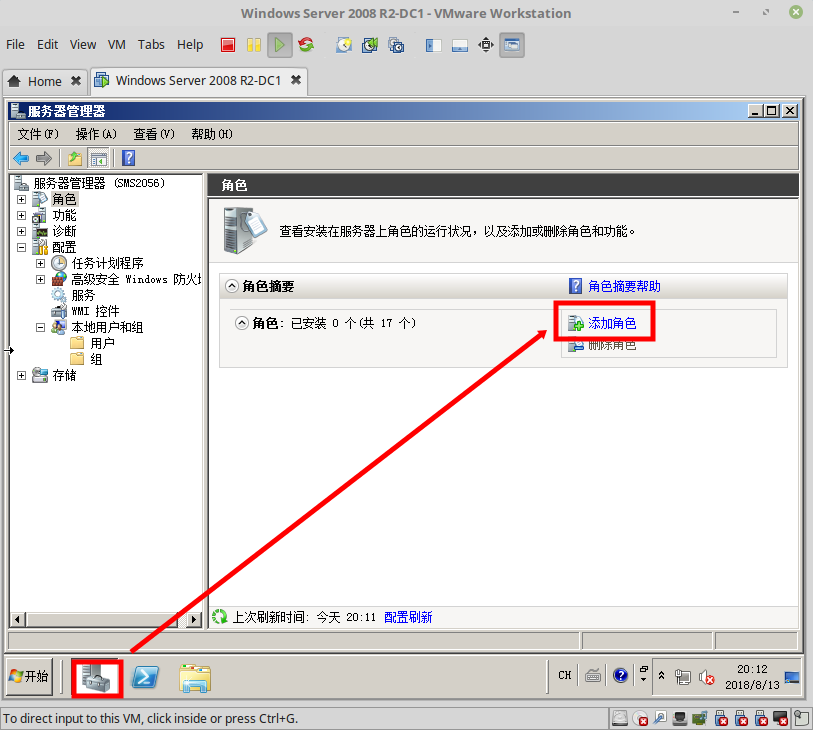 Windows Server 2008 R2-DC1 - VMware Workstation
File Edit View VM Tabs Help
Home Windows Server 2008 R2-DC1
服务器管理器
文件(F) 操作(A) 查看(V) 帮助(H)
服务器管理器 (SMS2056)
角色
功能
诊断
配置
任务计划程序
高级安全 Windows 防火
服务
WMI 控件
本地用户和组
用户
组
存储
角色
查看安装在服务器上角色的运行状况，以及添加或删除角色和功能。
角色摘要
角色摘要帮助
角色: 已安装 0 个(共 17 个)
添加角色
删除角色
上次刷新时间: 今天 20:11 配置刷新
开始
CH
20:12
2018/8/13
To direct input to this VM, click inside or press Ctrl+G.